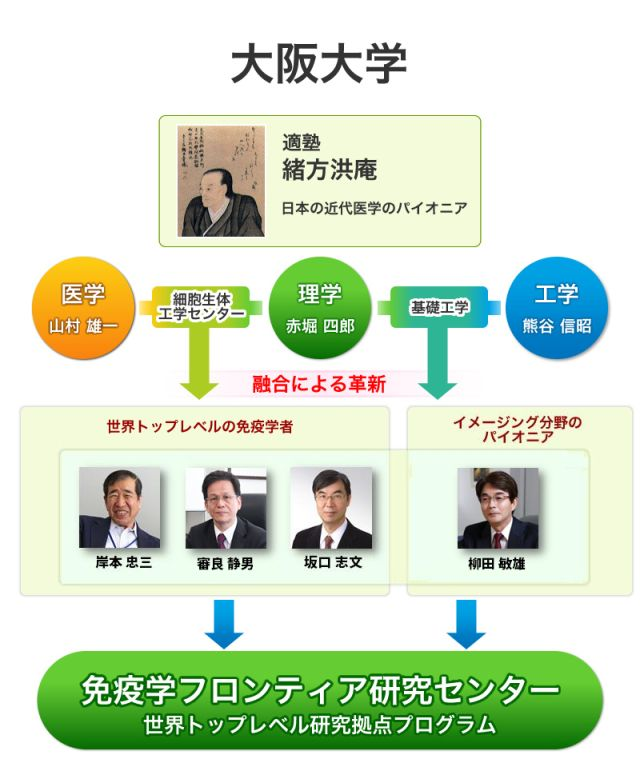 大阪大学
適塾
緒方洪庵
日本の近代医学のパイオニア
医学
山村 雄一
細胞生体
工学センター
理学
赤堀 四郎
基礎工学
工学
熊谷 信昭
融合による革新
世界トップレベルの免疫学者
イメージング分野の
パイオニア
岸本 忠三
審良 静男
坂口 志文
柳田 敏雄
免疫学フロンティア研究センター
世界トップレベル研究拠点プログラム